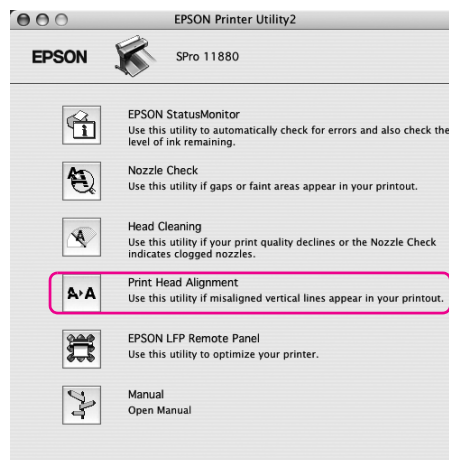 EPSON Printer Utility2
EPSON
SPro 11880
EPSON StatusMonitor
Use this utility to automatically check for errors and also check the
level of ink remaining.
Nozzle Check
Use this utility if gaps or faint areas appear in your printout.
Head Cleaning
Use this utility if your print quality declines or the Nozzle Check
indicates clogged nozzles.
A›A
Print Head Alignment
Use this utility if misaligned vertical lines appear in your printout.
EPSON LFP Remote Panel
Use this utility to optimize your printer.
Manual
Open Manual